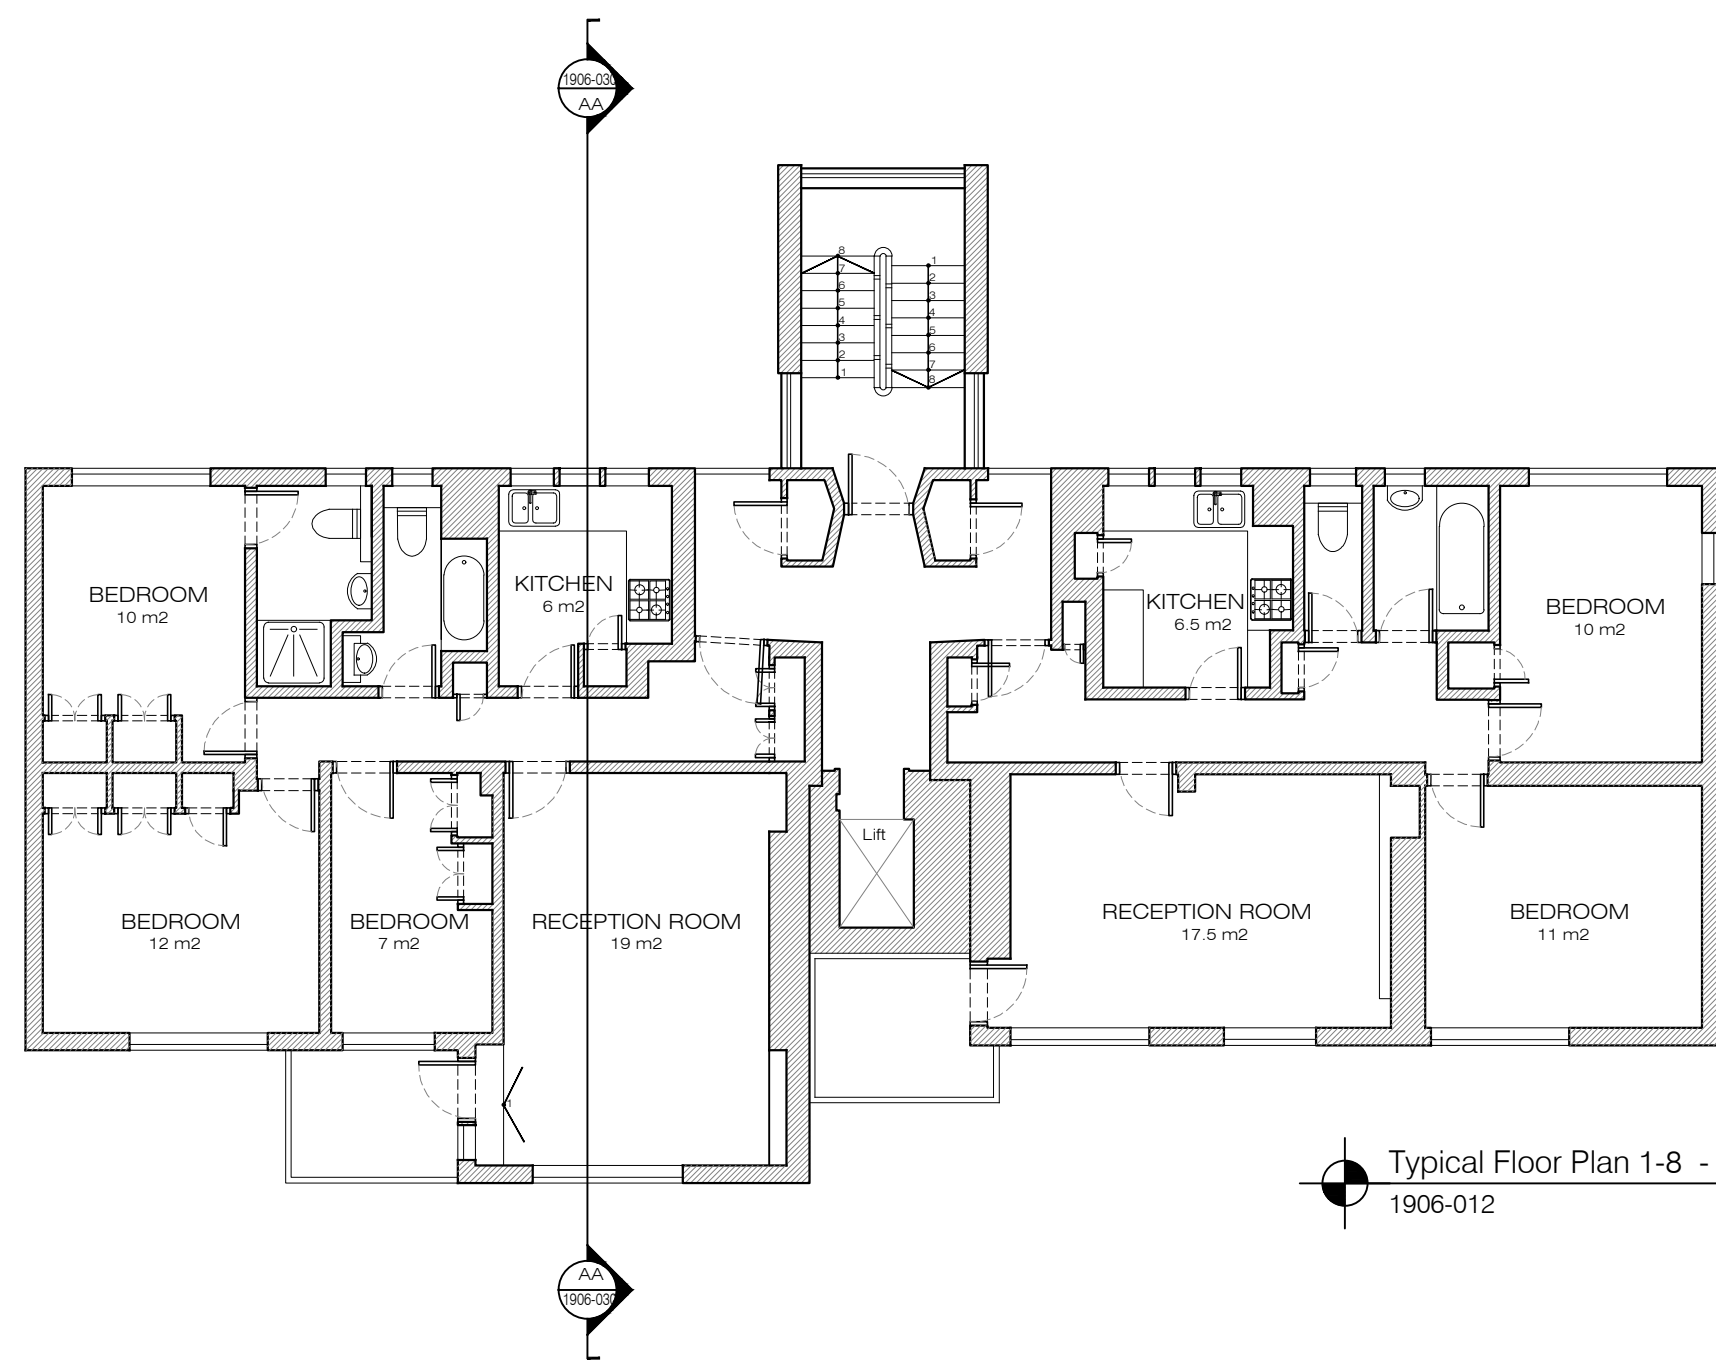 1906-030
AA
8
7
6
5
4
3
2
1
1
2
3
4
5
6
7
8
BEDROOM
10 m2
KITCHEN
6 m2
KITCHEN
6.5 m2
BEDROOM
10 m2
Lift
BEDROOM
12 m2
BEDROOM
7 m2
RECEPTION ROOM
19 m2
RECEPTION ROOM
17.5 m2
BEDROOM
11 m2
1
Typical Floor Plan 1-8 -
1906-012
AA
1906-030